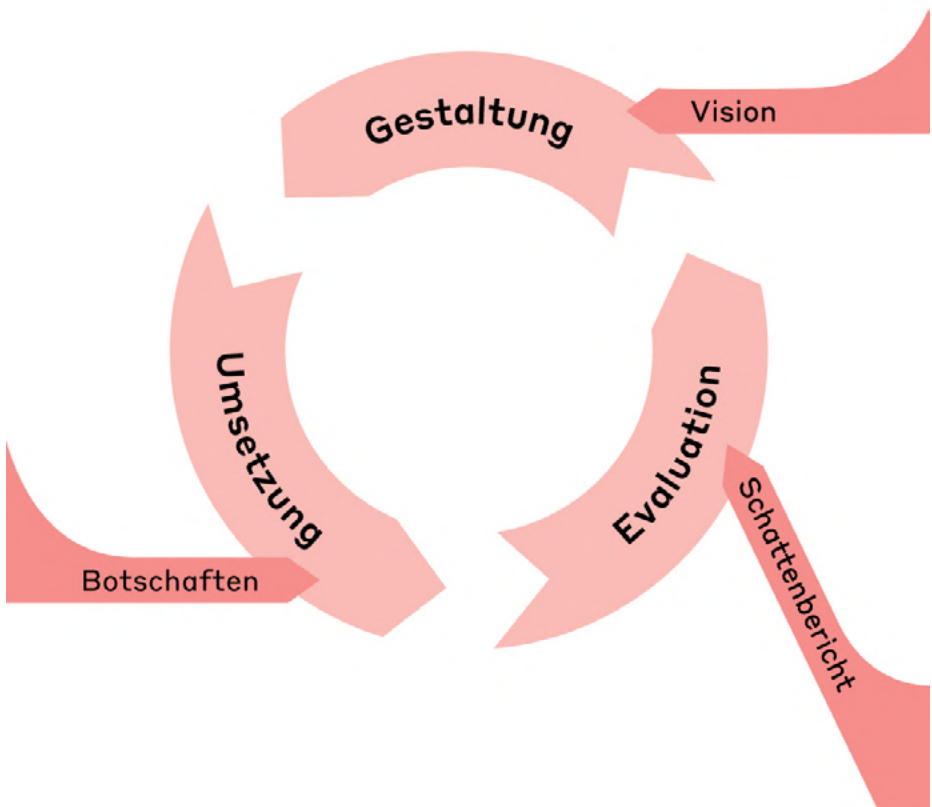 Gestaltung
Vision
Umsetzung
Evaluation
Schattenbericht
Botschaften